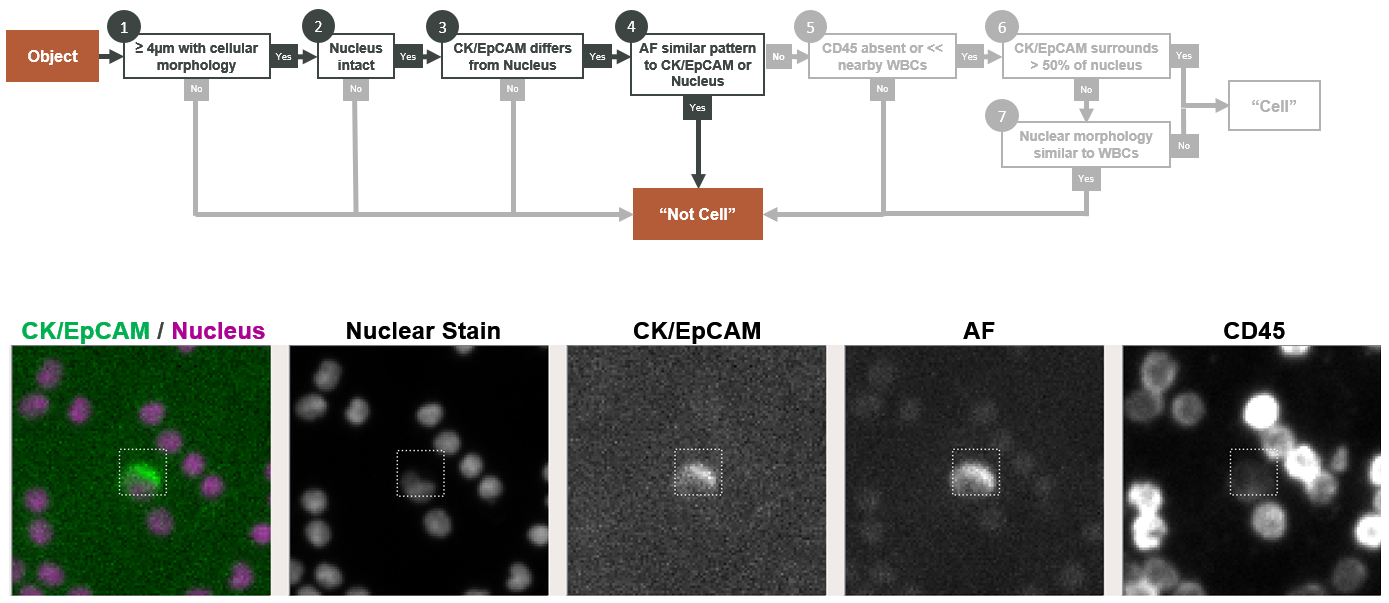 1
2
3
4
5
6
Object
≥ 4µm with cellular
morphology
Yes
No
Nucleus
intact
Yes
No
CK/EpCAM differs
from Nucleus
Yes
No
AF similar pattern
to CK/EpCAM or
Nucleus
No
Yes
CD45 absent or <<
nearby WBCs
Yes
No
CK/EpCAM surrounds
> 50% of nucleus
Yes
No
7
Nuclear morphology
similar to WBCs
No
Yes
“Cell”
“Not Cell”
CK/EpCAM / Nucleus
Nuclear Stain
CK/EpCAM
AF
CD45